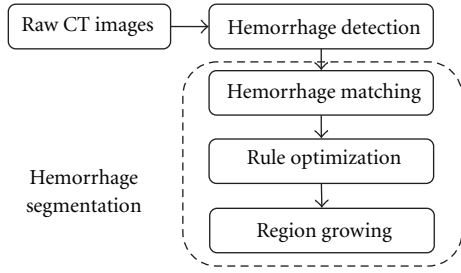 Raw CT images
Hemorrhage detection
Hemorrhage matching
Rule optimization
Region growing
Hemorrhage
segmentation